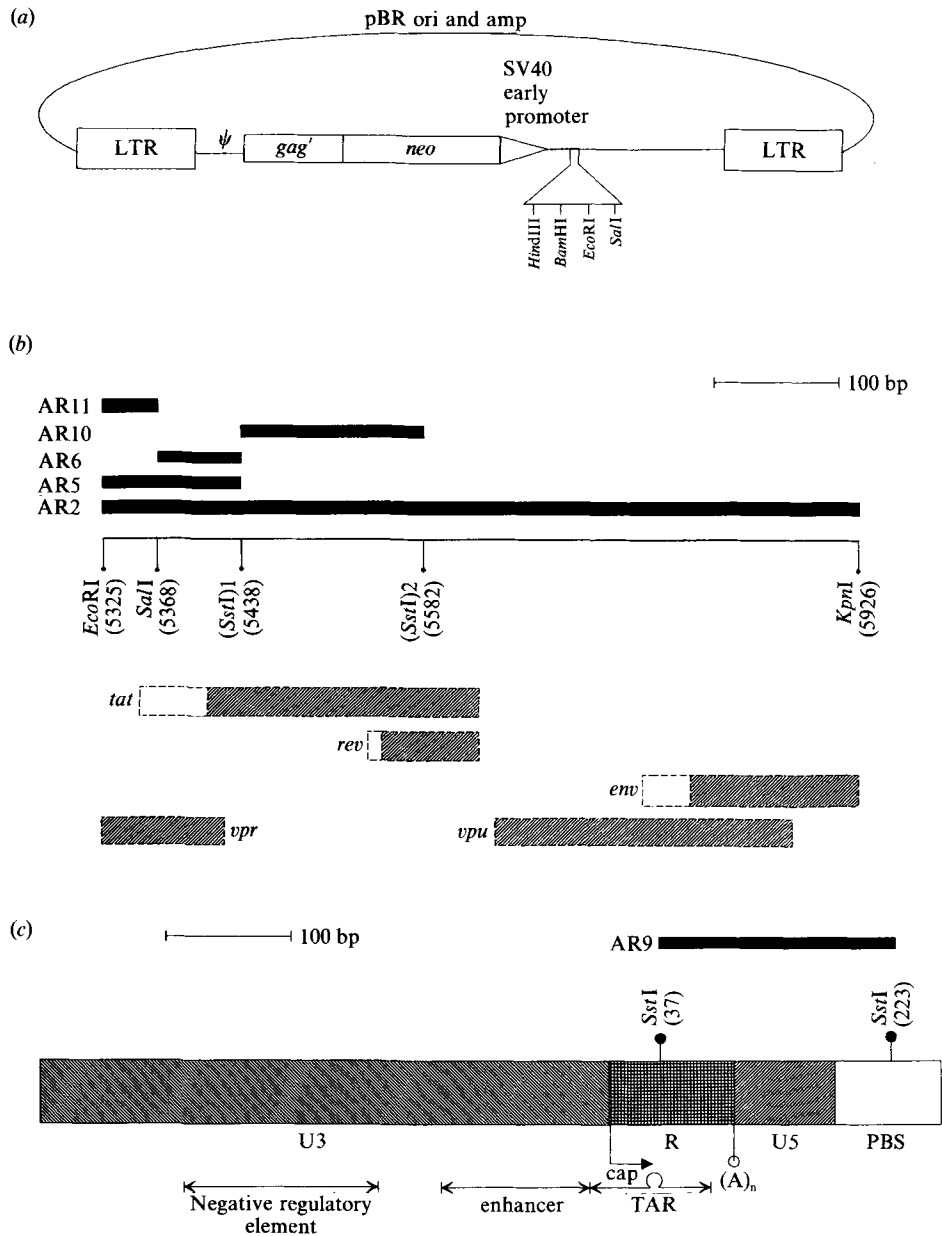 (a)
pBR ori and amp
SV40
early
promoter
LTR
ψ
gag'
neo
LTR
HindIII
BamHI
EcoRI
SalI
(b)
100 bp
AR11
AR10
AR6
AR5
AR2
EcoRI
(5325)
SalI
(5368)
(SstI)1
(5438)
(SstI)2
(5582)
KpnI
(5926)
tat
rev
env
vpr
vpu
(c)
100 bp
AR9
SstI
(37)
SstI
(223)
U3
R
U5
PBS
cap
(A)n
Negative regulatory
element
enhancer
TAR